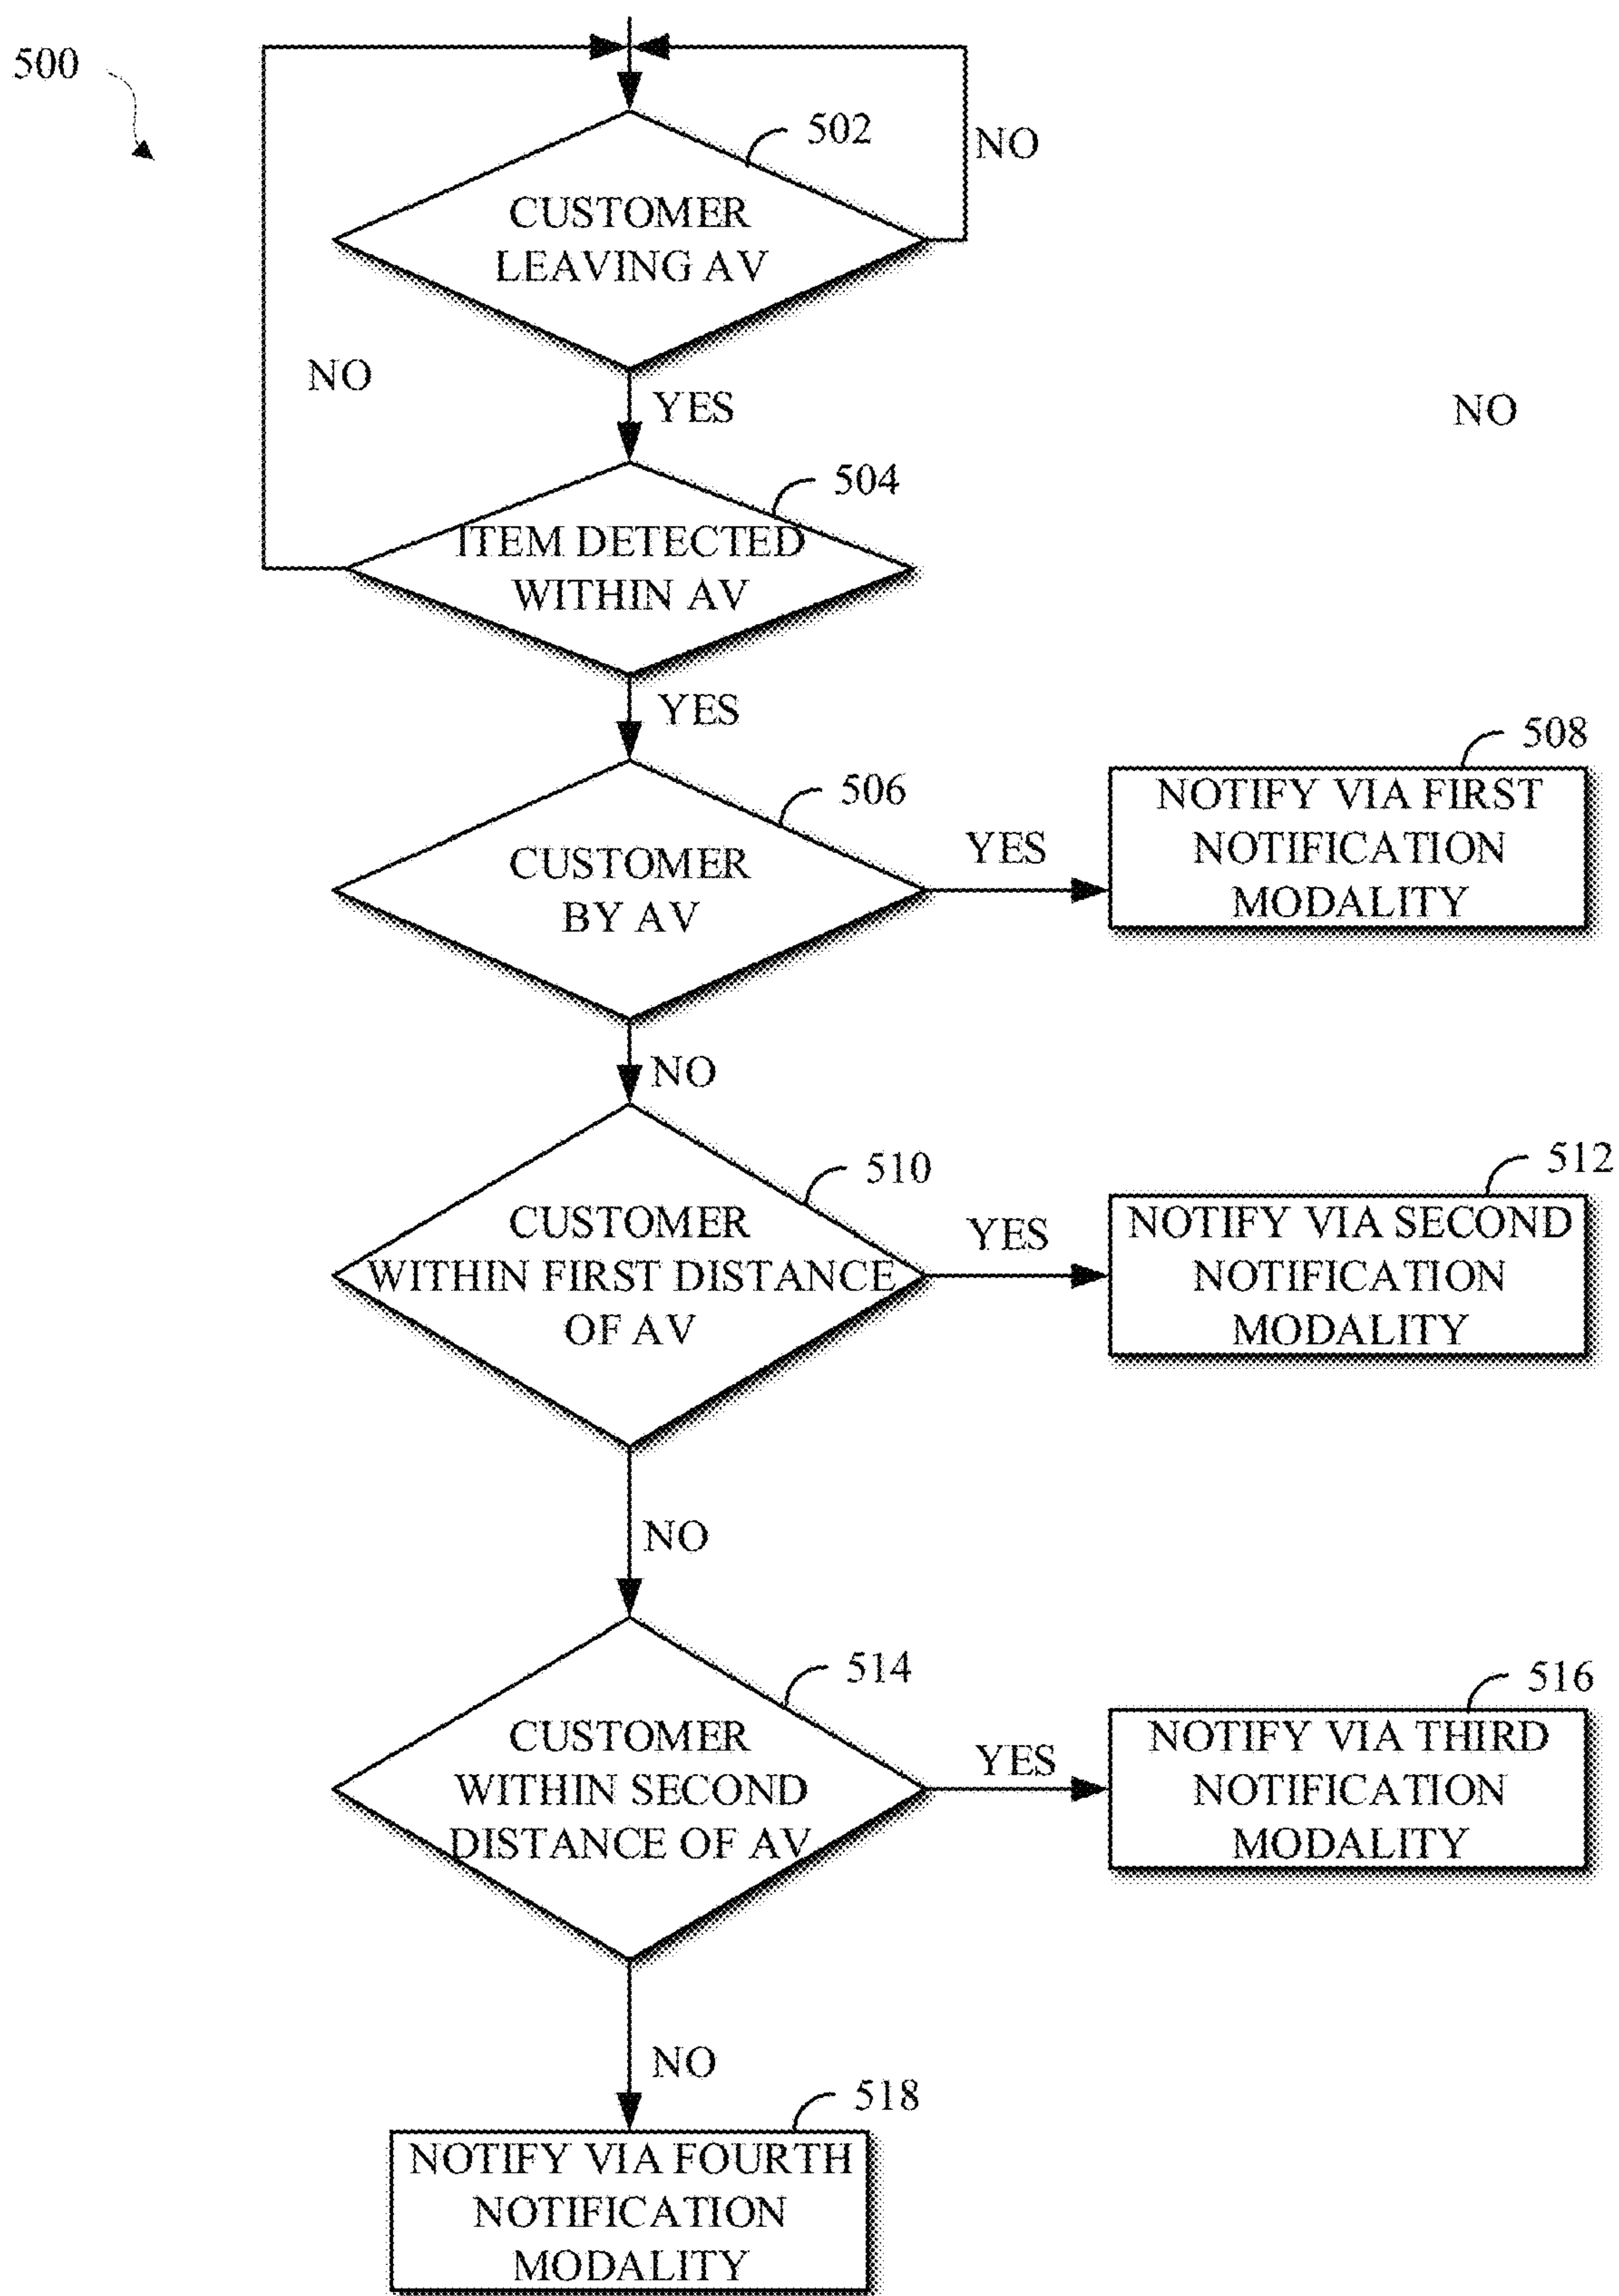 500
502
NO
CUSTOMER
LEAVING AV
NO
YES
NO
504
ITEM DETECTED
WITHIN AV
YES
506
CUSTOMER
BY AV
YES
508
NOTIFY VIA FIRST
NOTIFICATION
MODALITY
NO
510
CUSTOMER
WITHIN FIRST DISTANCE
OF AV
YES
512
NOTIFY VIA SECOND
NOTIFICATION
MODALITY
NO
514
CUSTOMER
WITHIN SECOND
DISTANCE OF AV
YES
516
NOTIFY VIA THIRD
NOTIFICATION
MODALITY
NO
518
NOTIFY VIA FOURTH
NOTIFICATION
MODALITY